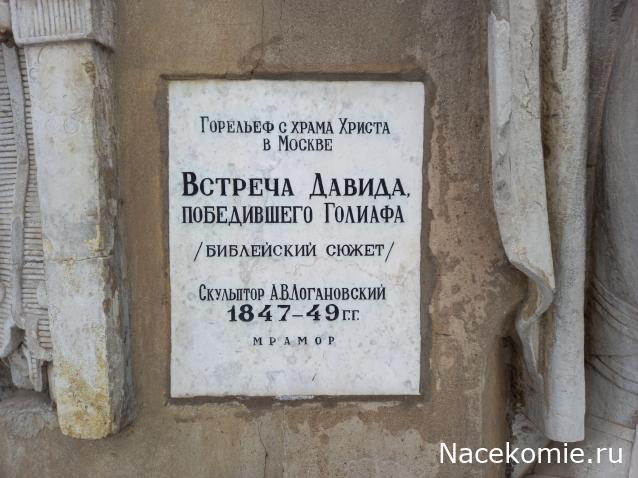 Горельеф с храма Христа
в Москве
Встреча Давида,
победившего Голиафа
/библейский сюжет/
Скульптор А.В.Логановский
1847-49 г.г.
мрамор
Nacekomie.ru